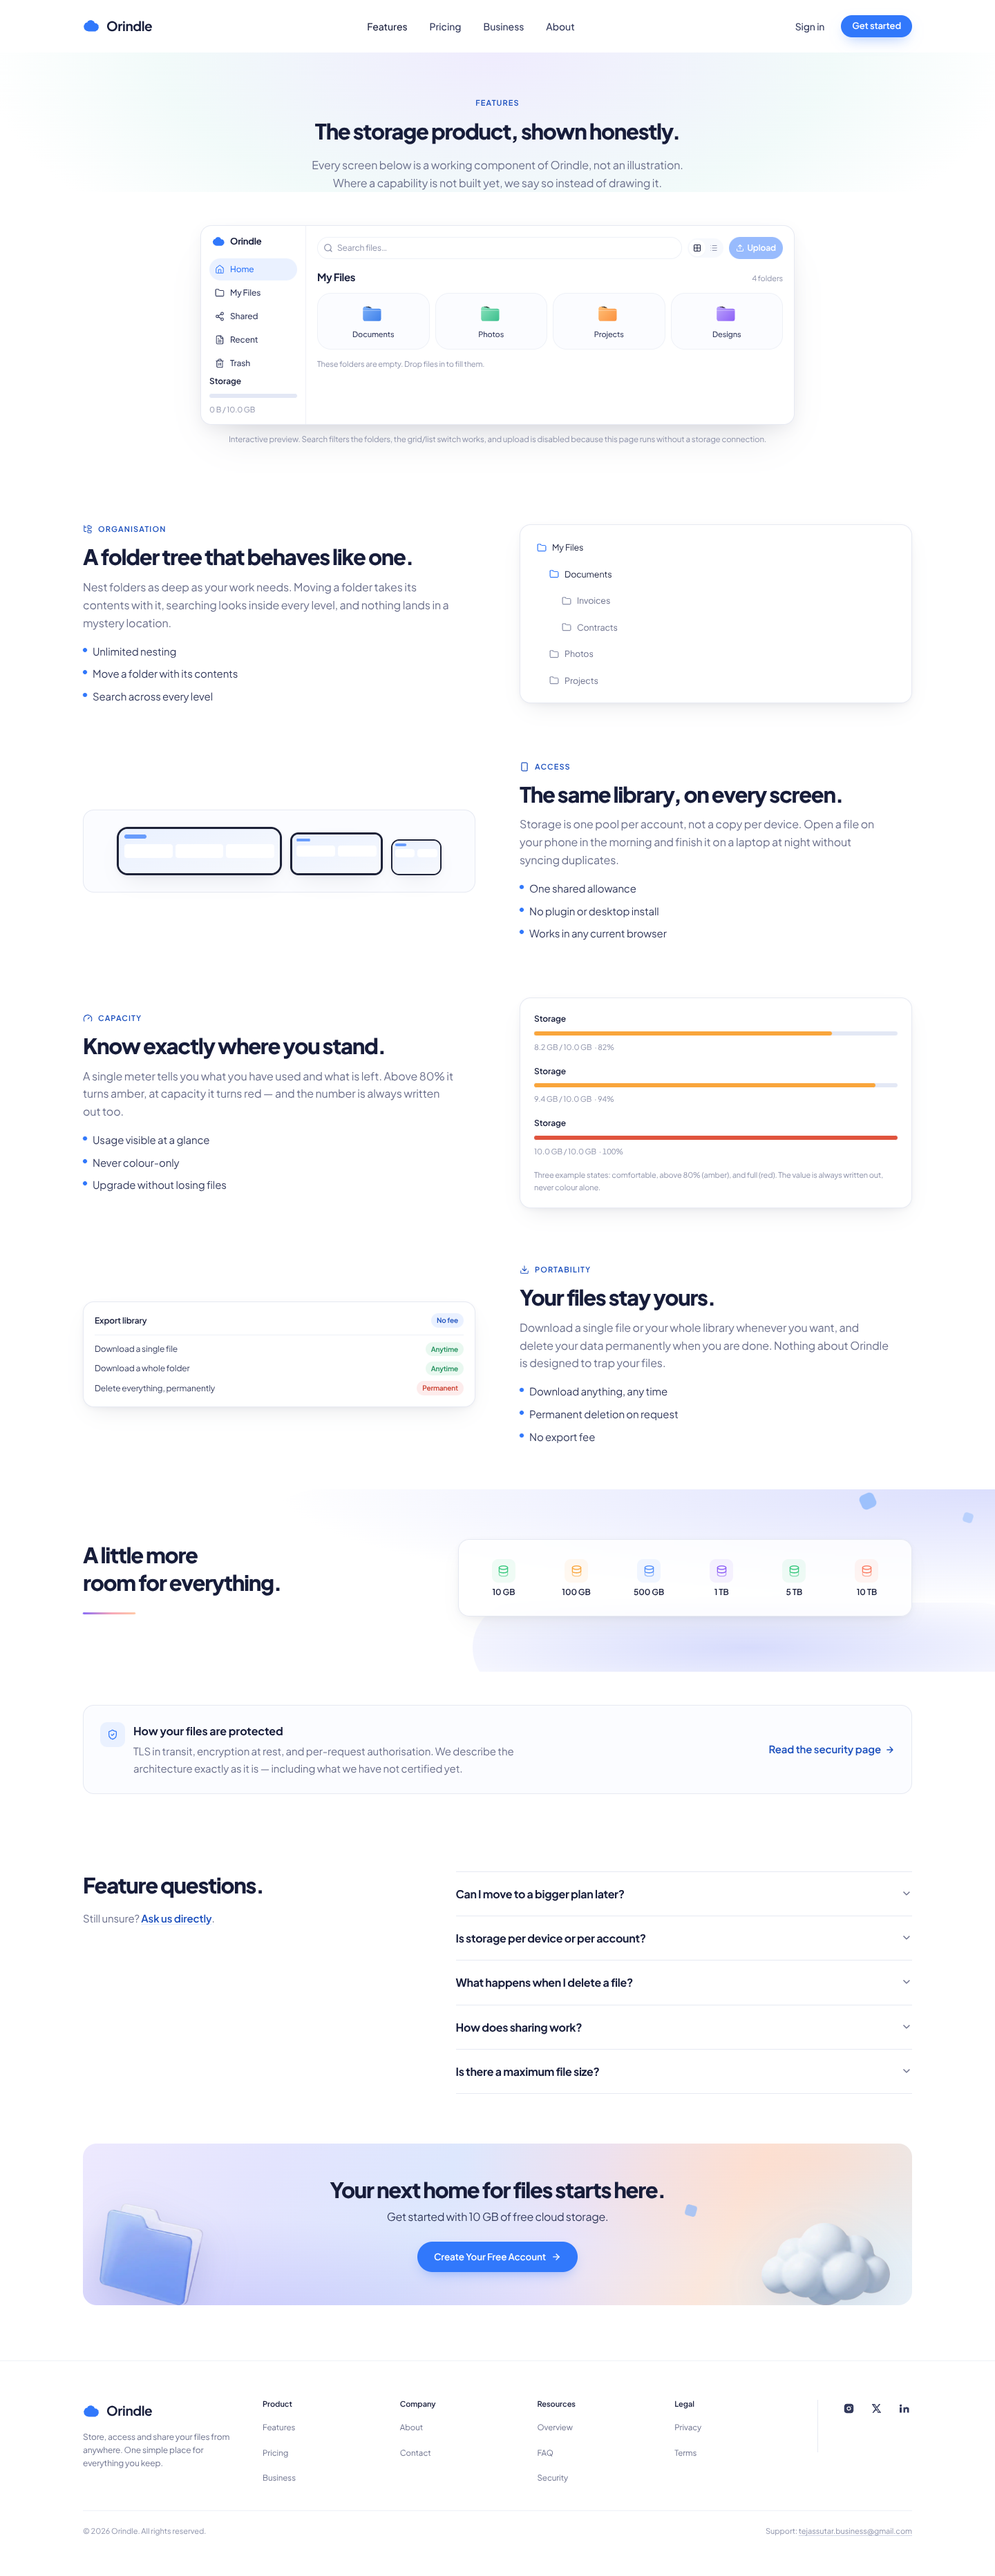 Orindle
Features
Pricing
Business
About
Sign in
Get started
FEATURES
The storage product, shown honestly.
Every screen below is a working component of Orindle, not an illustration.
Where a capability is not built yet, we say so instead of drawing it.
Orindle
Home
My Files
Shared
Recent
Trash
Storage
0 B / 10.0 GB
Search files...
Upload
My Files
4 folders
Documents
Photos
Projects
Designs
These folders are empty. Drop files in to fill them.
Interactive preview. Search filters the folders, the grid/list switch works, and upload is disabled because this page runs without a storage connection.
ORGANISATION
A folder tree that behaves like one.
Nest folders as deep as your work needs. Moving a folder takes its
contents with it, searching looks inside every level, and nothing lands in a
mystery location.
Unlimited nesting
Move a folder with its contents
Search across every level
My Files
Documents
Invoices
Contracts
Photos
Projects
ACCESS
The same library, on every screen.
Storage is one pool per account, not a copy per device. Open a file on
your phone in the morning and finish it on a laptop at night without
syncing duplicates.
One shared allowance
No plugin or desktop install
Works in any current browser
CAPACITY
Know exactly where you stand.
A single meter tells you what you have used and what is left. Above 80% it
turns amber, at capacity it turns red — and the number is always written
out too.
Usage visible at a glance
Never colour-only
Upgrade without losing files
Storage
8.2 GB / 10.0 GB · 82%
Storage
9.4 GB / 10.0 GB · 94%
Storage
10.0 GB / 10.0 GB · 100%
Three example states: comfortable, above 80% (amber), and full (red). The value is always written out,
never colour alone.
Export library
No fee
Download a single file
Anytime
Download a whole folder
Anytime
Delete everything, permanently
Permanent
PORTABILITY
Your files stay yours.
Download a single file or your whole library whenever you want, and
delete your data permanently when you are done. Nothing about Orindle
is designed to trap your files.
Download anything, any time
Permanent deletion on request
No export fee
A little more
room for everything.
10 GB
100 GB
500 GB
1 TB
5 TB
10 TB
How your files are protected
TLS in transit, encryption at rest, and per-request authorisation. We describe the
architecture exactly as it is — including what we have not certified yet.
Read the security page
Feature questions.
Still unsure? Ask us directly.
Can I move to a bigger plan later?
Is storage per device or per account?
What happens when I delete a file?
How does sharing work?
Is there a maximum file size?
Your next home for files starts here.
Get started with 10 GB of free cloud storage.
Create Your Free Account
Orindle
Store, access and share your files from
anywhere. One simple place for
everything you keep.
Product
Features
Pricing
Business
Company
About
Contact
Resources
Overview
FAQ
Security
Legal
Privacy
Terms
© 2026 Orindle. All rights reserved.
Support: tejassutar.business@gmail.com